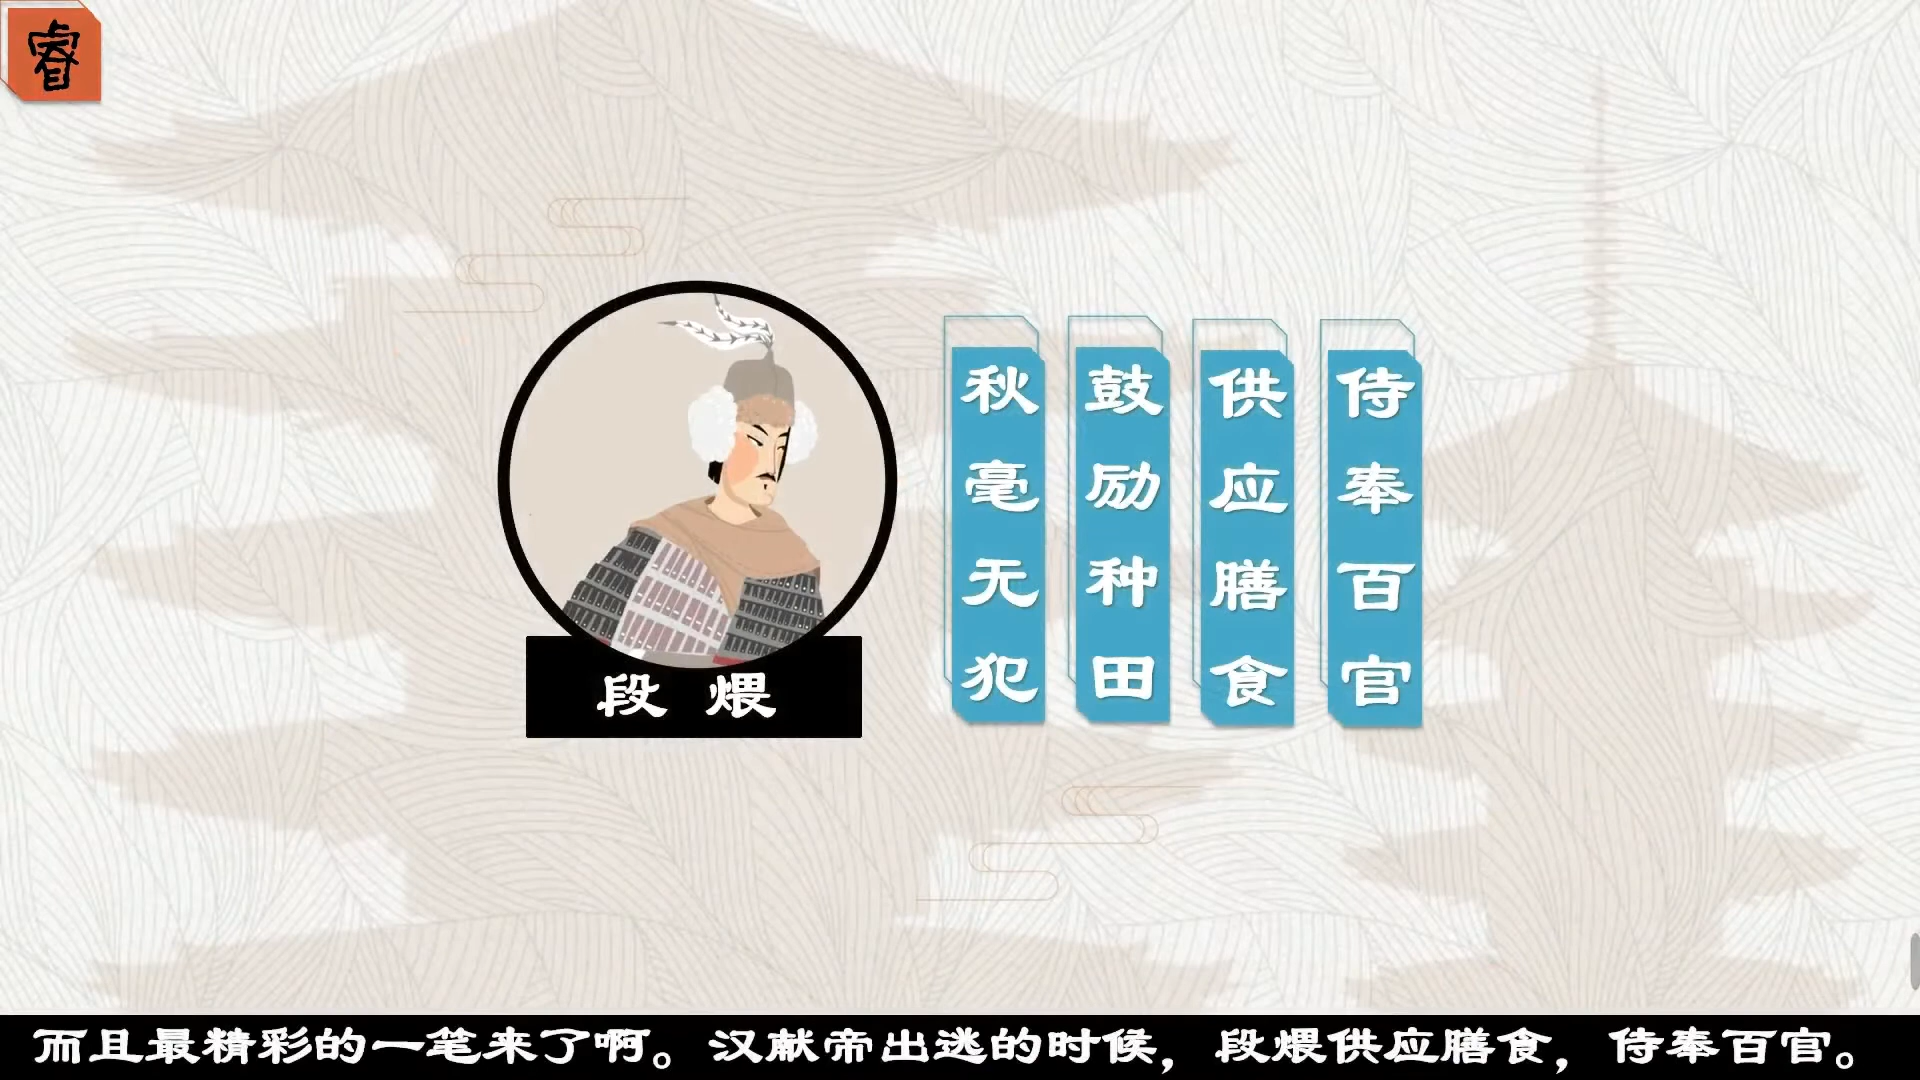 睿
段煨
秋毫无犯
鼓励种田
供应膳食
侍奉百官
而且最精彩的一笔来了啊。汉献帝出逃的时候，段煨供应膳食，侍奉百官。